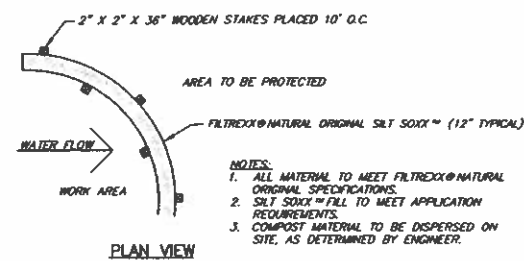 2" X 2" X 36" WOODEN STAKES PLACED 10' O.C.
AREA TO BE PROTECTED
FILTREXX® NATURAL ORIGINAL SILT SOXX™ (12" TYPICAL)
WATER FLOW
WORK AREA
NOTES:
1. ALL MATERIAL TO MEET FILTREXX® NATURAL
ORIGINAL SPECIFICATIONS.
2. SILT SOXX™ FILL TO MEET APPLICATION
REQUIREMENTS.
3. COMPOST MATERIAL TO BE DISPERSED ON
SITE, AS DETERMINED BY ENGINEER.
PLAN VIEW